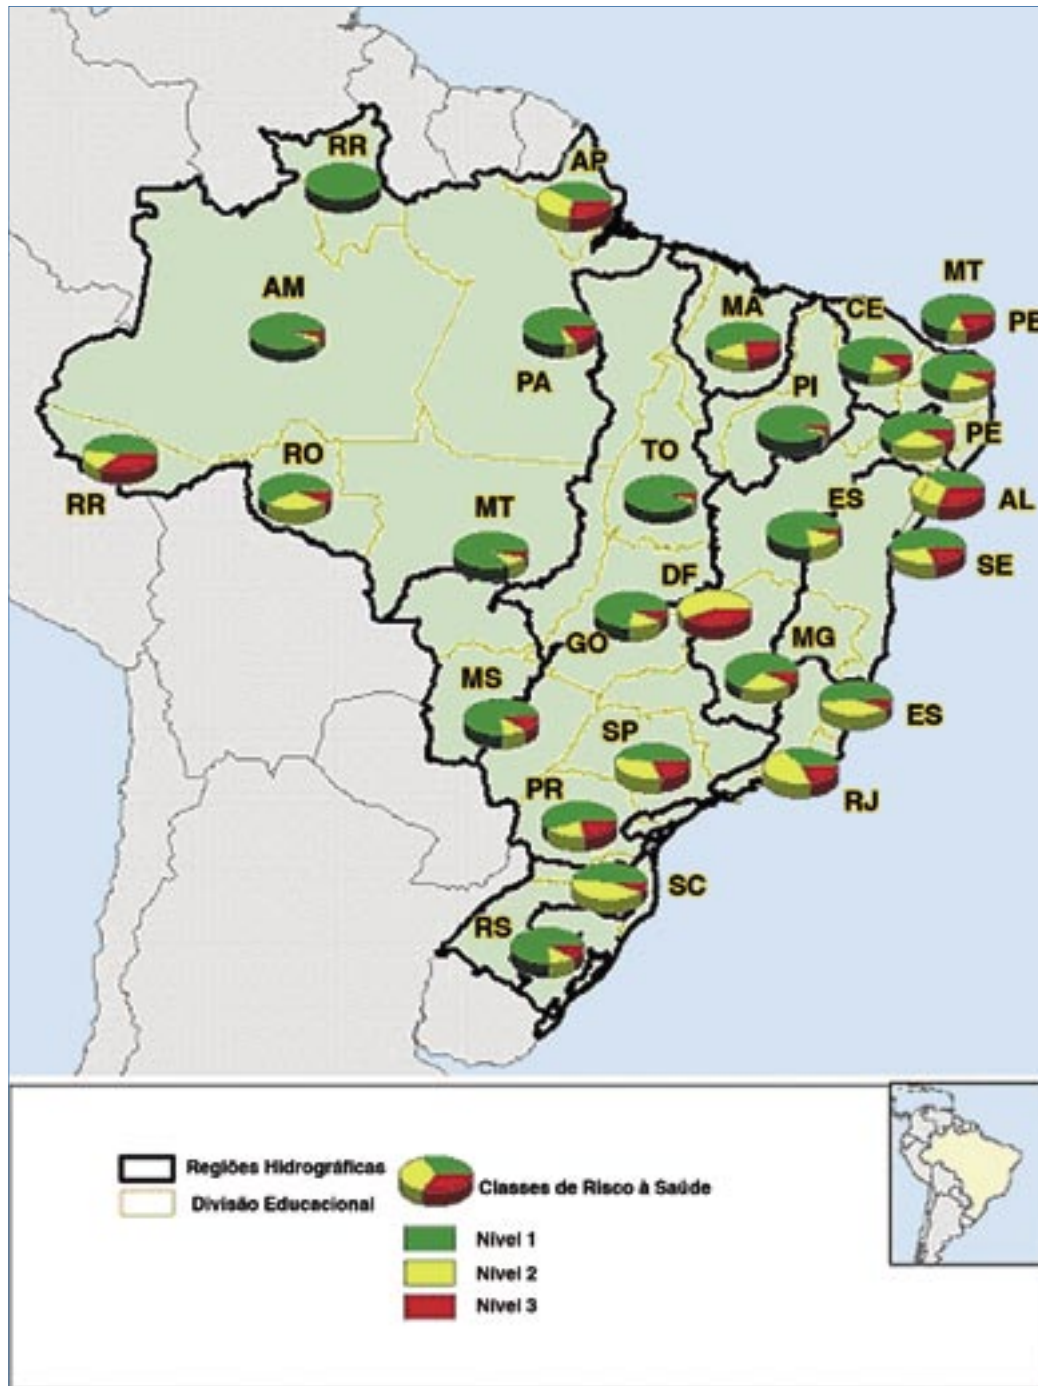 RR
AP
MT
AM
MA
CE
PE
PA
PI
PE
RO
TO
RR
MT
ES
AL
DF
SE
GO
MG
MS
ES
SP
PR
RJ
SC
RS
Regiões Hidrográficas
Divisão Educacional
Classes de Risco à Saúde
Nível 1
Nível 2
Nível 3